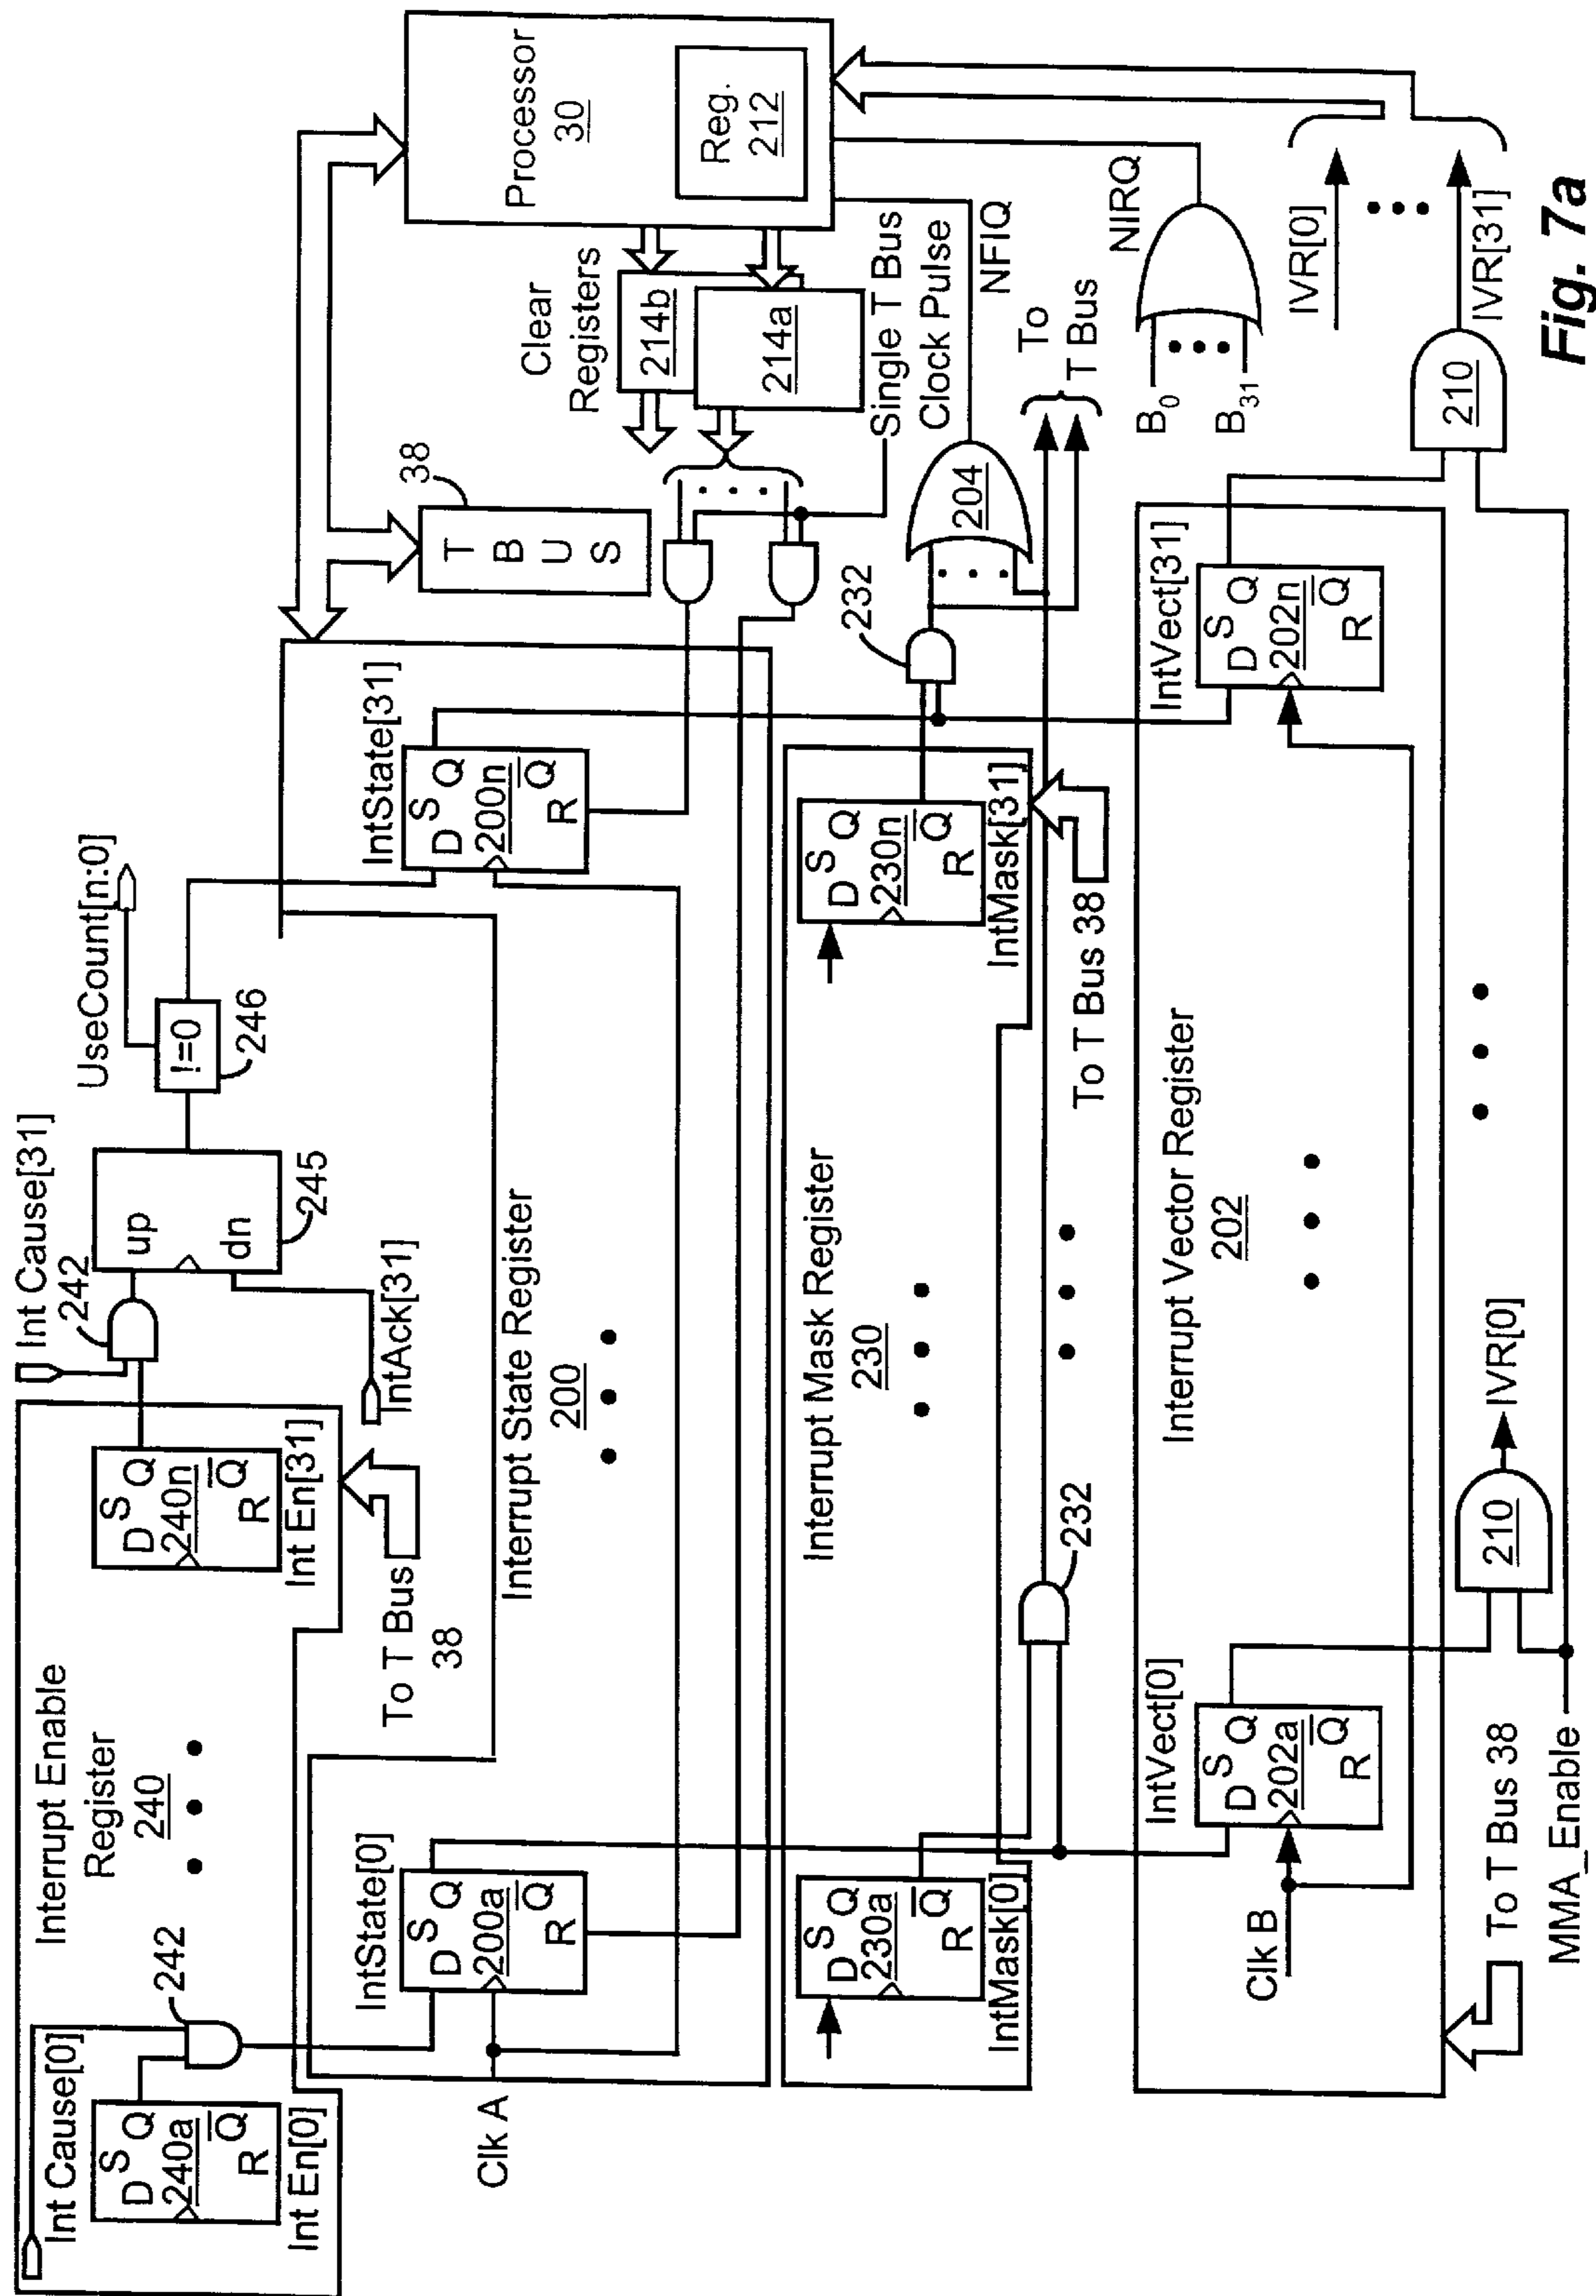 Int Cause[0]
D S Q
240a Q
R
Int En[0]
242
Interrupt Enable
Register
240
D S Q
240n Q
R
Int En[31]
To T Bus
38
Int Cause[31]
242
up
dn
245
IntAck[31]
UseCount[n:0]
!=0
246
Clk A
IntState[0]
D S Q
200a Q
R
Interrupt State Register
200
IntState[31]
D S Q
200n Q
R
T
B
U
S
38
Clear
Registers
214b
214a
Processor
30
Reg.
212
Single T Bus
Clock Pulse
D S Q
230a Q
R
IntMask[0]
Interrupt Mask Register
230
232
D S Q
230n Q
R
IntMask[31]
To T Bus 38
232
204
NFIQ
To
T Bus
B0
B31
NIRQ
Clk B
IntVect[0]
D S Q
202a Q
R
Interrupt Vector Register
202
IntVect[31]
D S Q
202n Q
R
To T Bus 38
MMA_Enable
210
IVR[0]
210
IVR[0]
IVR[31]
Fig. 7a